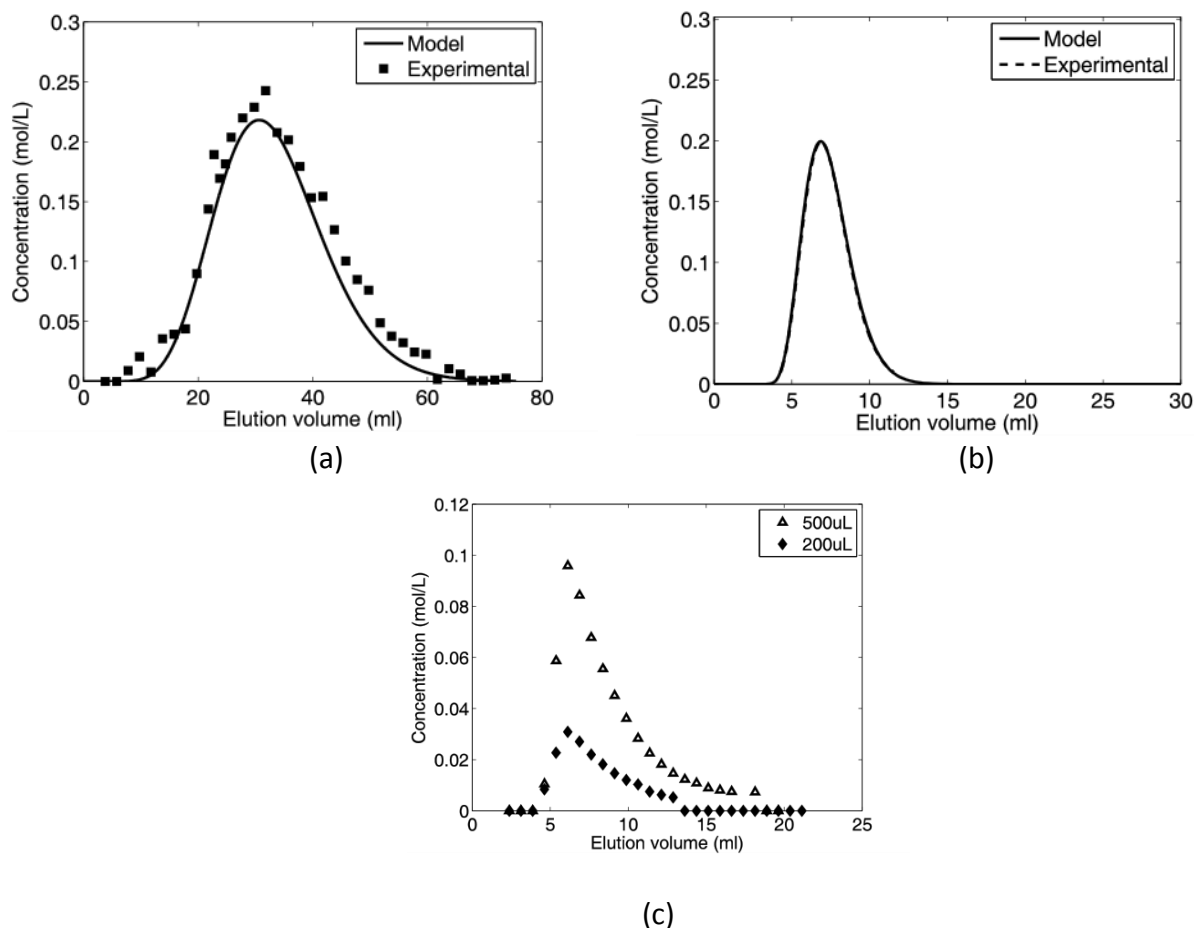 0.3
0.25
0.2
0.15
0.1
0.05
0
Concentration (mol/L)
Model
Experimental
0 20 40 60 80
Elution volume (ml)
(a)
0.3
0.25
0.2
0.15
0.1
0.05
0
Concentration (mol/L)
Model
Experimental
0 5 10 15 20 25 30
Elution volume (ml)
(b)
0.12
0.1
0.08
0.06
0.04
0.02
0
Concentration (mol/L)
500uL
200uL
0 5 10 15 20 25
Elution volume (ml)
(c)